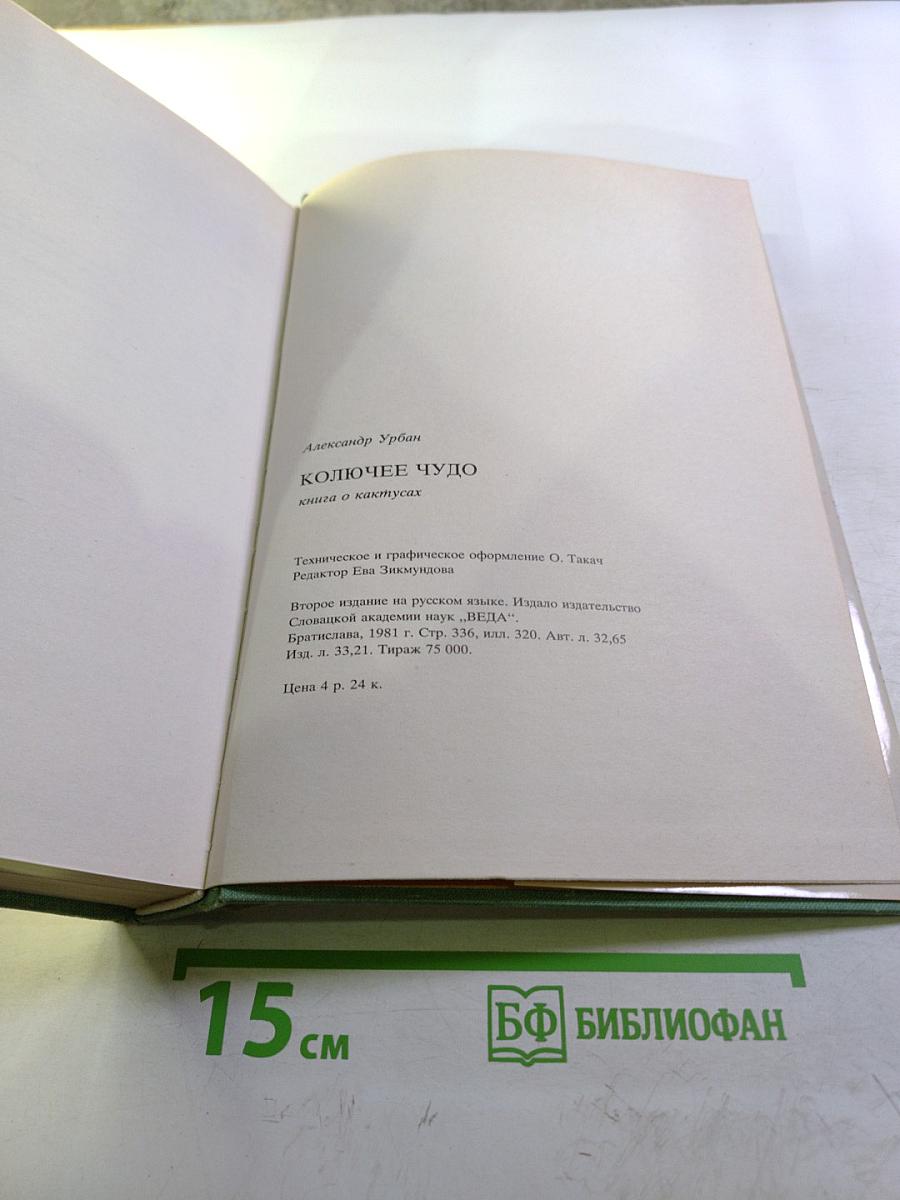 Александр Урбан
КОЛЮЧЕЕ ЧУДО
книга о кактусах
Техническое и графическое оформление О. Такач
Редактор Ева Зикмундова
Второе издание на русском языке. Издало издательство
Словацкой академии наук „ВЕДА“.
Братислава, 1981 г. Стр. 336, илл. 320. Авт. л. 32,65
Изд. л. 33,21. Тираж 75 000.
Цена 4 р. 24 к.
15 см
БФ БИБЛИОФАН